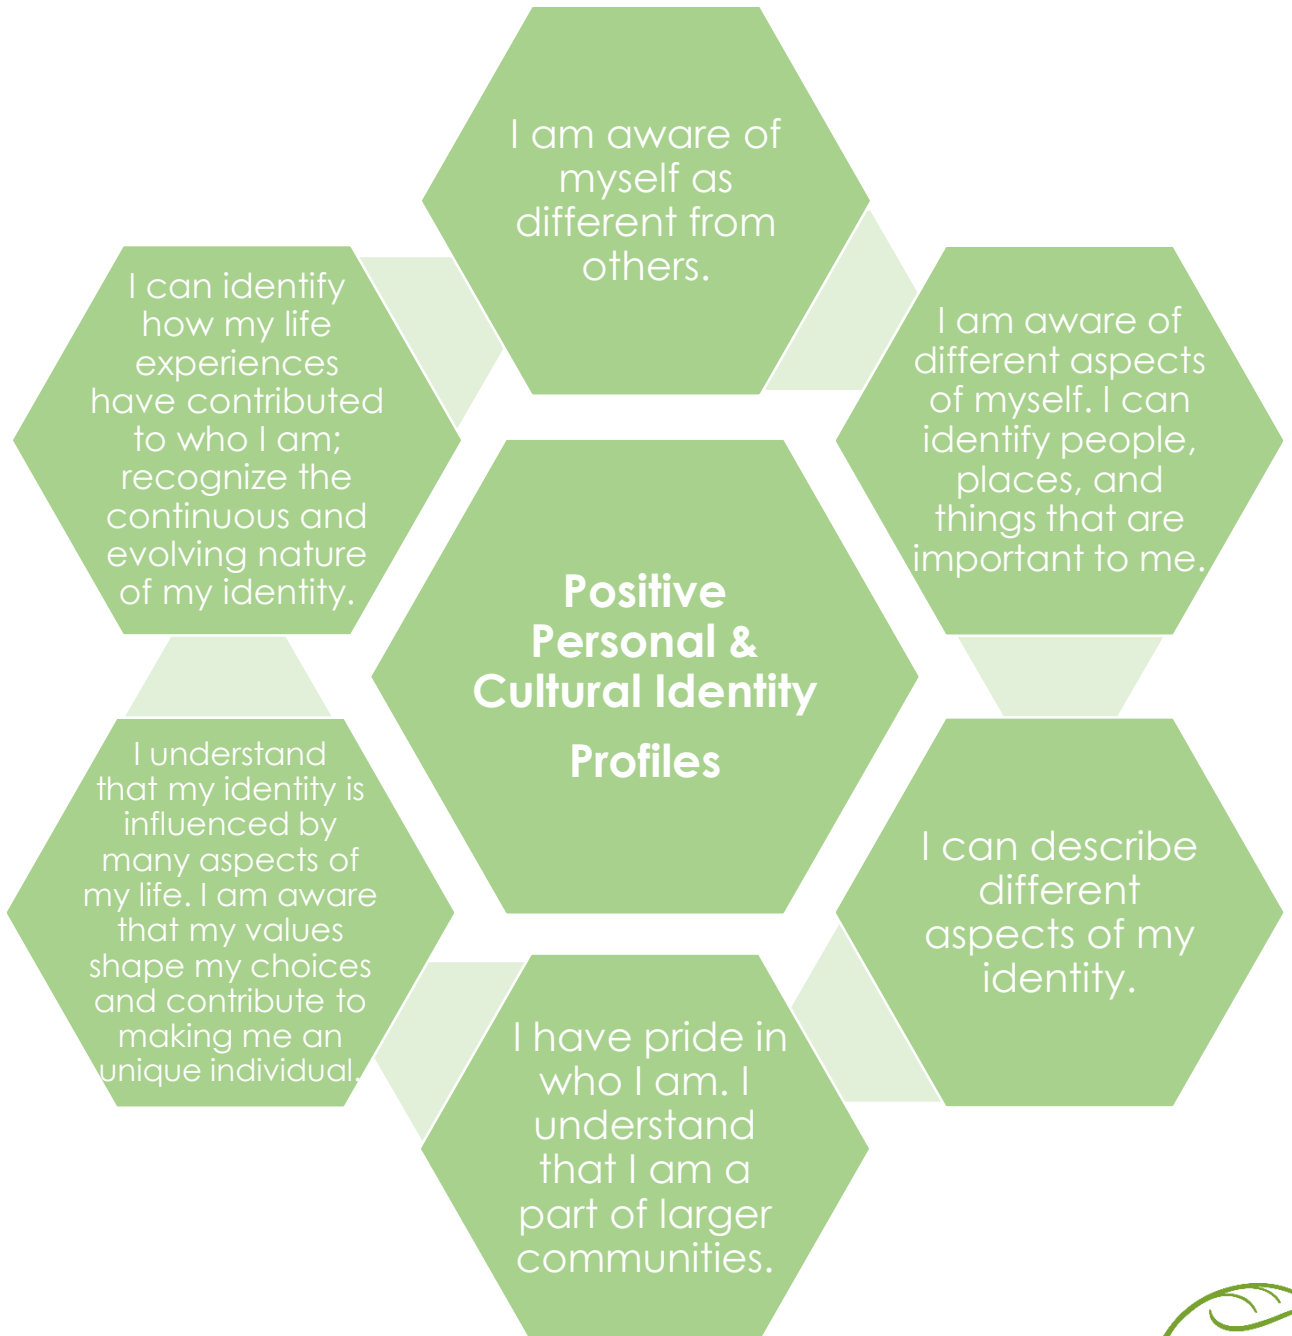 I am aware of
myself as
different from
others.
I am aware of
different aspects
of myself. I can
identify people,
places, and
things that are
important to me.
I can describe
different
aspects of my
identity.
I have pride in
who I am. I
understand
that I am a
part of larger
communities.
I understand
that my identity is
influenced by
many aspects of
my life. I am aware
that my values
shape my choices
and contribute to
making me an
unique individual.
I can identify
how my life
experiences
have contributed
to who I am;
recognize the
continuous and
evolving nature
of my identity.
Positive
Personal &
Cultural Identity
Profiles